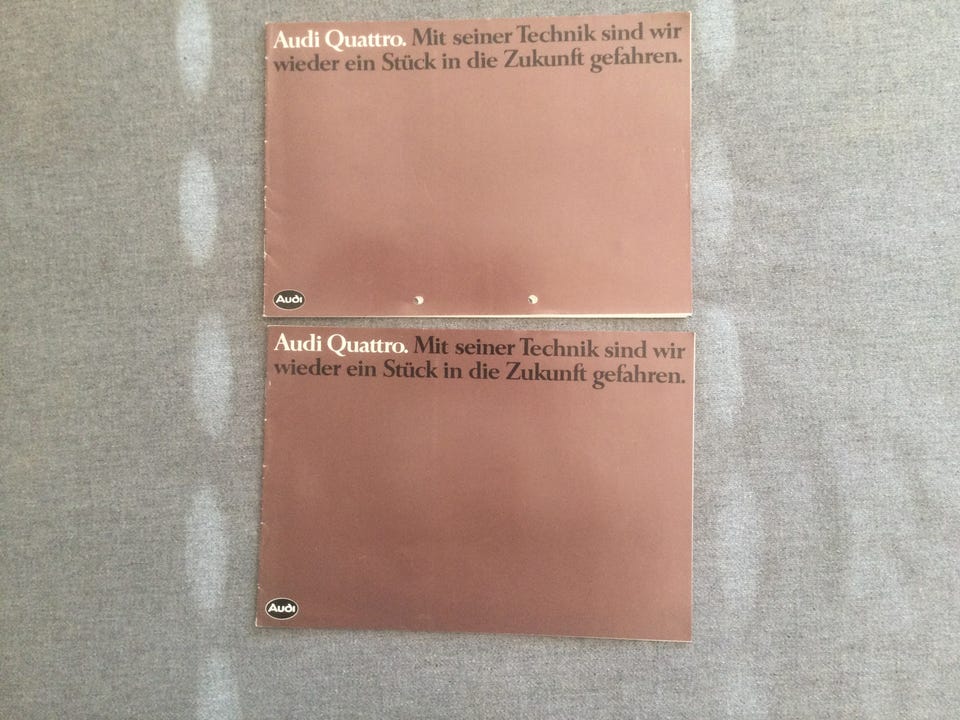 Audi Quattro. Mit seiner Technik sind wir
wieder ein Stück in die Zukunft gefahren.
Audi
Audi Quattro. Mit seiner Technik sind wir
wieder ein Stück in die Zukunft gefahren.
Audi